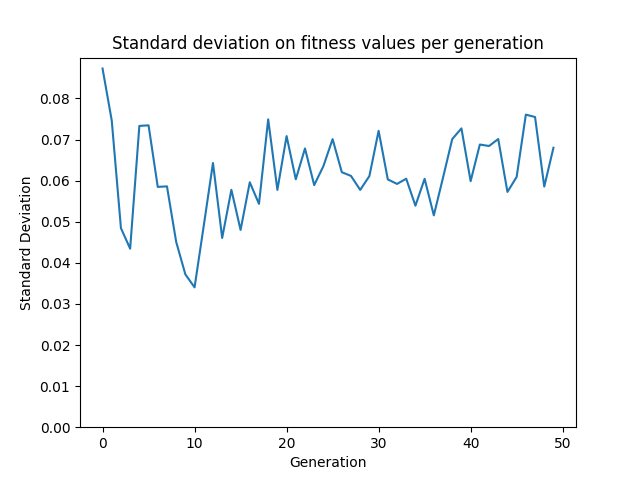 Standard deviation on fitness values per generation
0.08
0.07
0.06
0.05
0.04
0.03
0.02
0.01
0.00
Standard Deviation
0 10 20 30 40 50
Generation